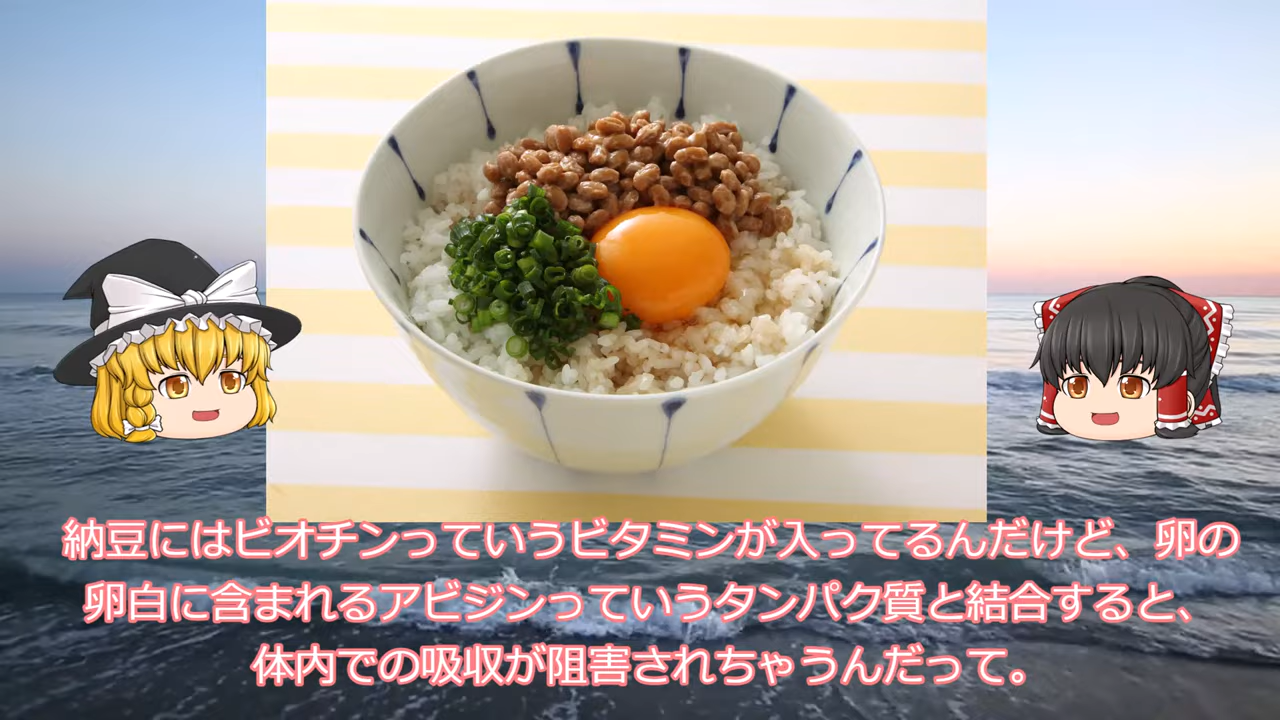 納豆にはビオチンっていうビタミンが入ってるんだけど、卵の
卵白に含まれるアビジンっていうタンパク質と結合すると、
体内での吸収が阻害されちゃうんだって。